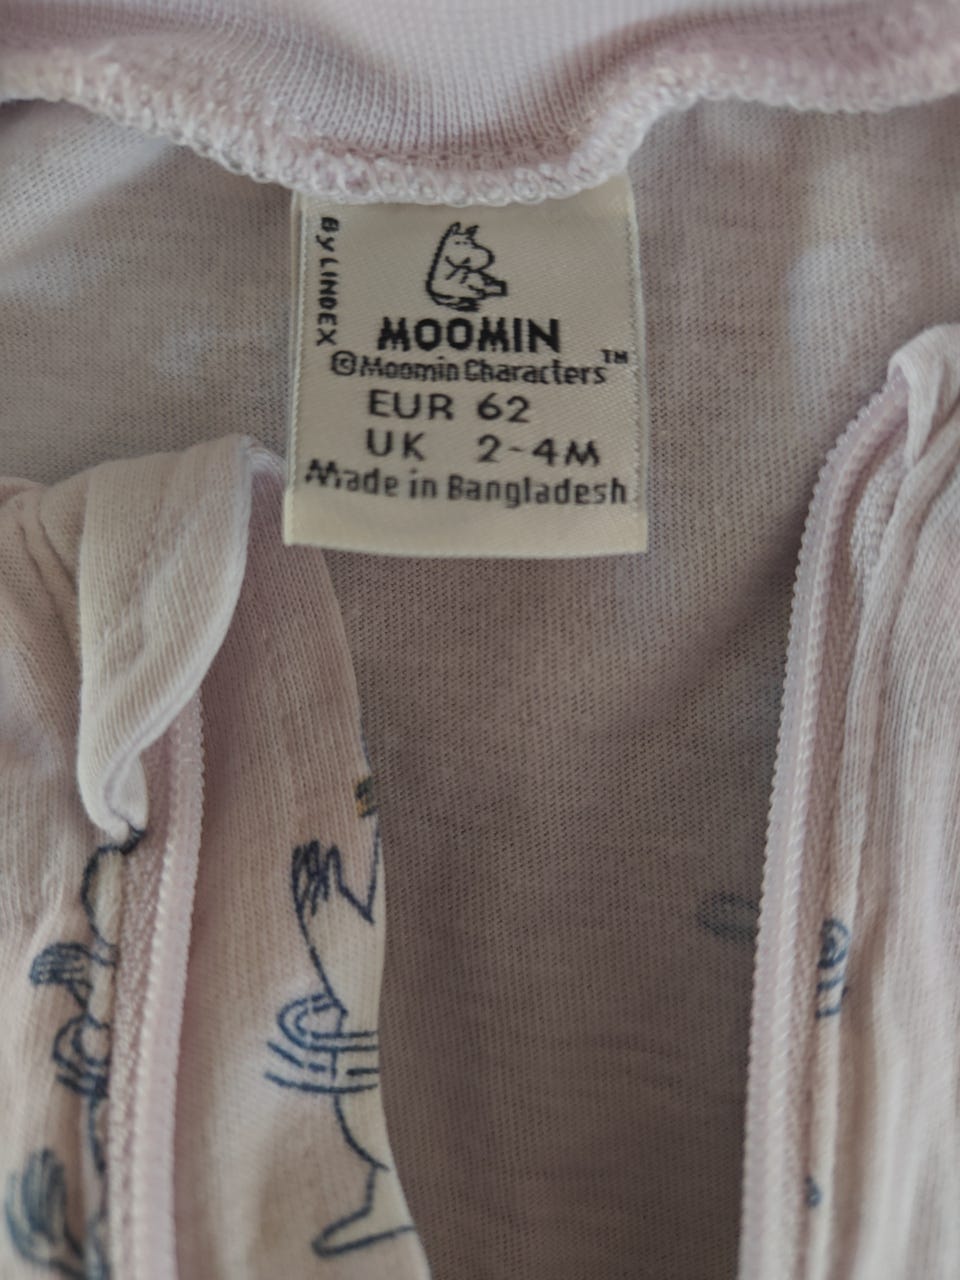 By LINDEX
MOOMIN
©Moomin Characters™
EUR 62
UK 2-4M
Made in Bangladesh